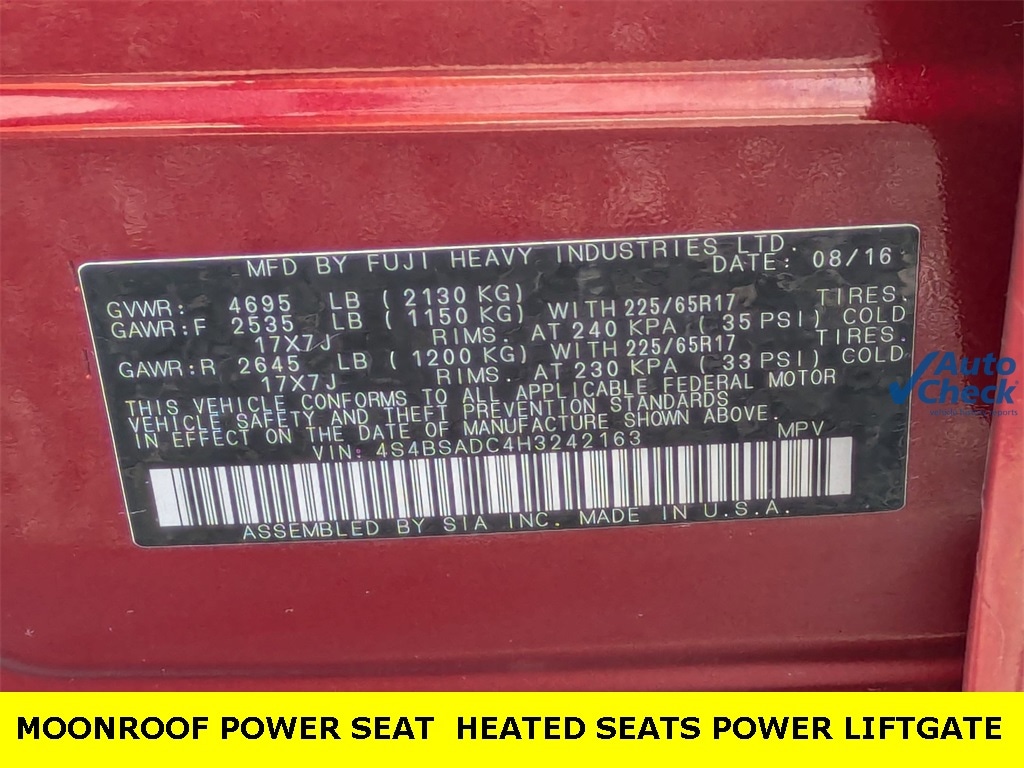 MFD BY FUJI HEAVY INDUSTRIES LTD.
DATE: 08/16
GVWR: 4695 LB ( 2130 KG)
GAWR:F 2535 LB ( 1150 KG) WITH 225/65R17 TIRES.
17X7J RIMS. AT 240 KPA ( 35 PSI) COLD
GAWR:R 2645 LB ( 1200 KG) WITH 225/65R17 TIRES.
17X7J RIMS. AT 230 KPA ( 33 PSI) COLD
THIS VEHICLE CONFORMS TO ALL APPLICABLE FEDERAL MOTOR
VEHICLE SAFETY AND THEFT PREVENTION STANDARDS
IN EFFECT ON THE DATE OF MANUFACTURE SHOWN ABOVE.
VIN: 4S4BSADC4H3242163 MPV
ASSEMBLED BY SIA INC. MADE IN U.S.A.
Auto
Check
MOONROOF POWER SEAT HEATED SEATS POWER LIFTGATE